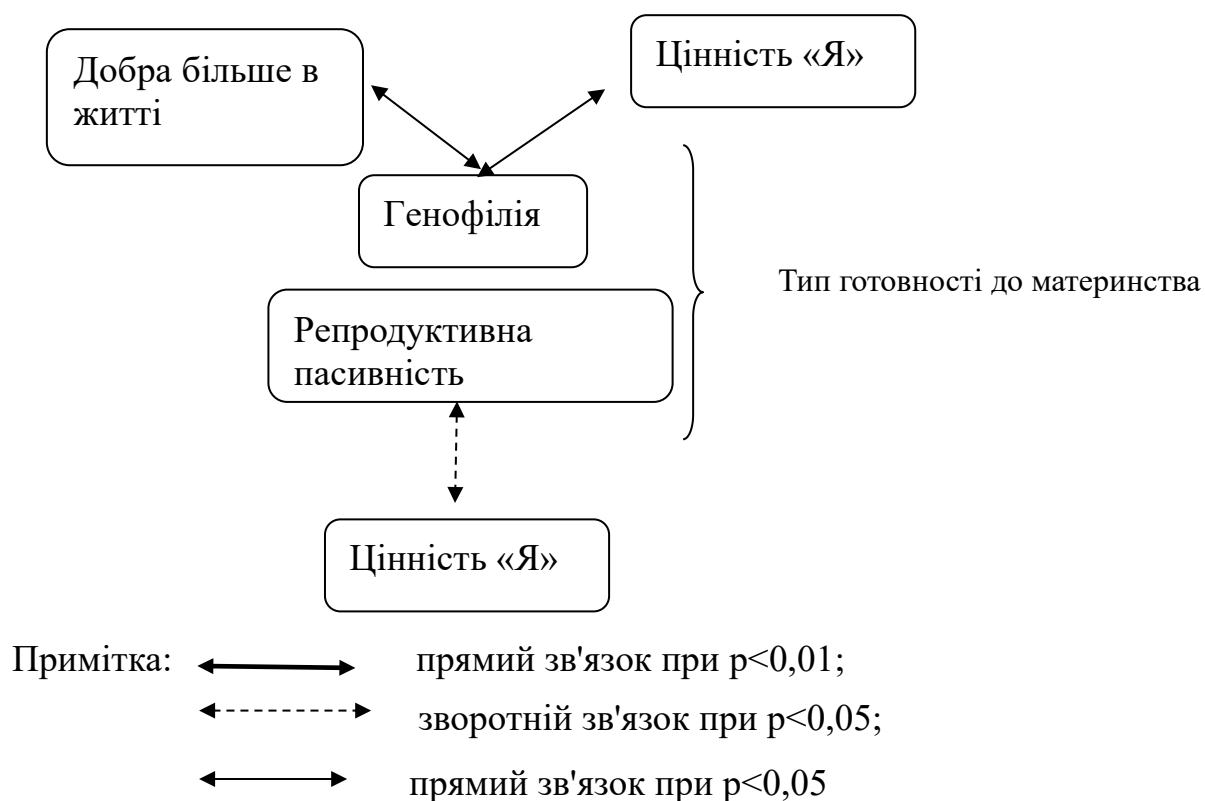 Добра більше в
житті
Цінність «Я»
Генофілія
Тип готовності до материнства
Репродуктивна
пасивність
Цінність «Я»
Примітка:
прямий зв'язок при p<0,01;
зворотній зв'язок при p<0,05;
прямий зв'язок при p<0,05